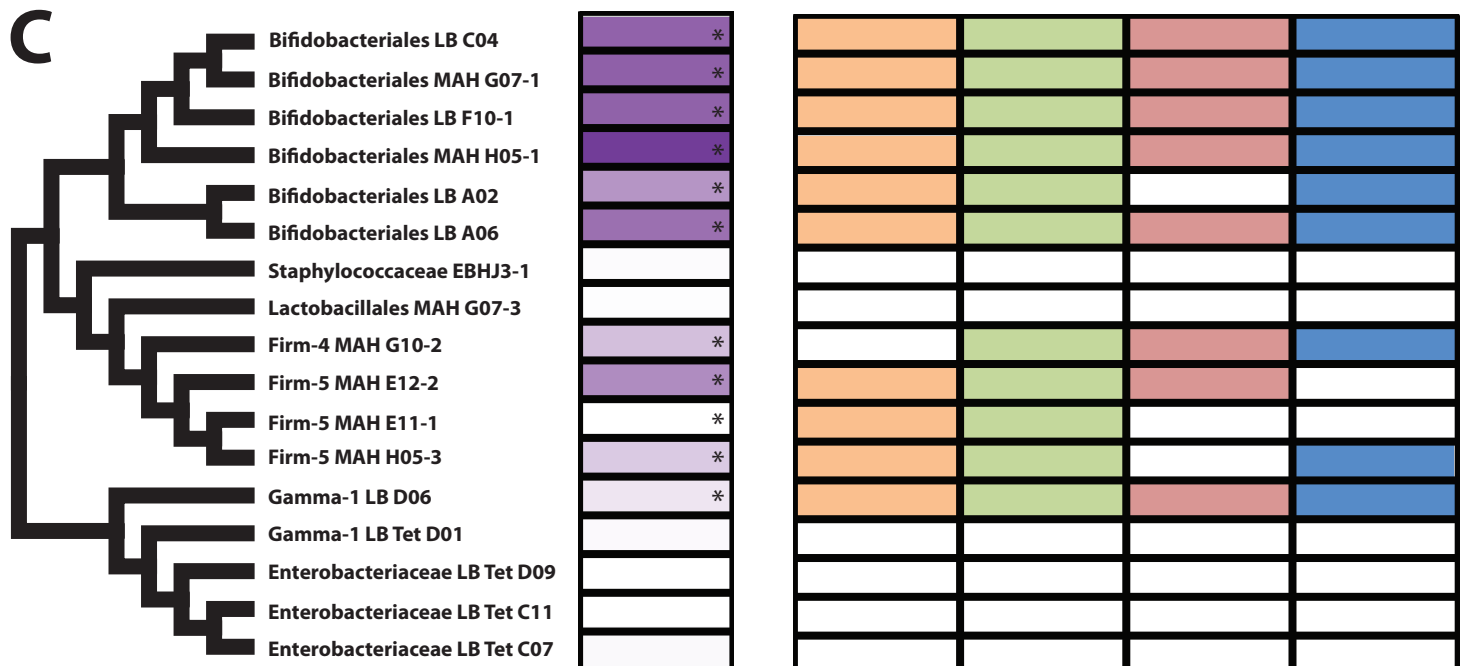 C
Bifidobacteriales LB C04 *
Bifidobacteriales MAH G07-1 *
Bifidobacteriales LB F10-1 *
Bifidobacteriales MAH H05-1 *
Bifidobacteriales LB A02 *
Bifidobacteriales LB A06 *
Staphylococcaceae EBHJ3-1
Lactobacillales MAH G07-3
Firm-4 MAH G10-2 *
Firm-5 MAH E12-2 *
Firm-5 MAH E11-1 *
Firm-5 MAH H05-3 *
Gamma-1 LB D06 *
Gamma-1 LB Tet D01
Enterobacteriaceae LB Tet D09
Enterobacteriaceae LB Tet C11
Enterobacteriaceae LB Tet C07